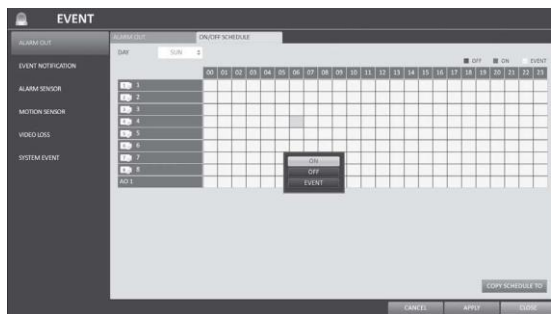 EVENT
ALARM OUT
ALARM OUT ON/OFF SCHEDULE
DAY SUN
EVENT NOTIFICATION
OFF ON EVENT
00 01 02 03 04 05 06 07 08 09 10 11 12 13 14 15 16 17 18 19 20 21 22 23
ALARM SENSOR
1
2
MOTION SENSOR
3
4
VIDEO LOSS
5
6
SYSTEM EVENT
7
8
AO 1
ON
OFF
EVENT
COPY SCHEDULE TO
CANCEL APPLY CLOSE